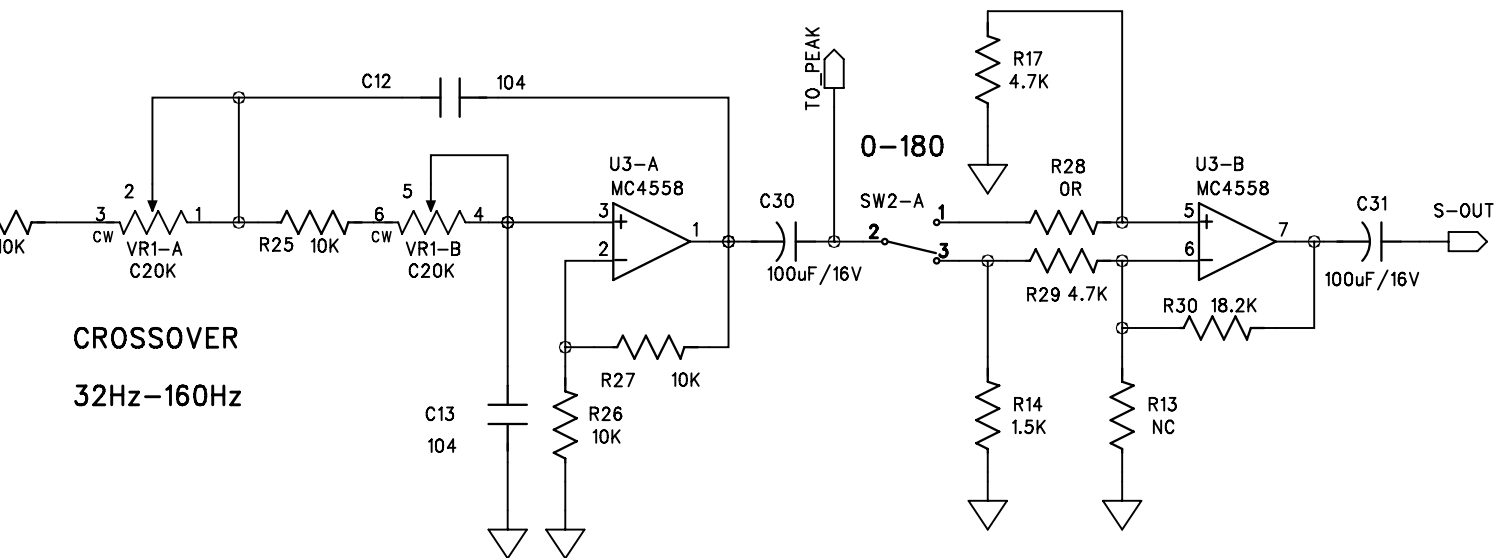 C12
104
TO_PEAK
R17
4.7K
0-180
U3-A
MC4558
R28
0R
U3-B
MC4558
2
5
C30
SW2-A
C31
S-OUT
3
1
6
4
3
1
5
10K
CW
VR1-A
C20K
R25 10K
CW
VR1-B
C20K
2
1
2
3
6
7
100uF/16V
R29 4.7K
100uF/16V
R30 18.2K
CROSSOVER
32Hz-160Hz
R27 10K
C13
104
R26
10K
R14
1.5K
R13
NC